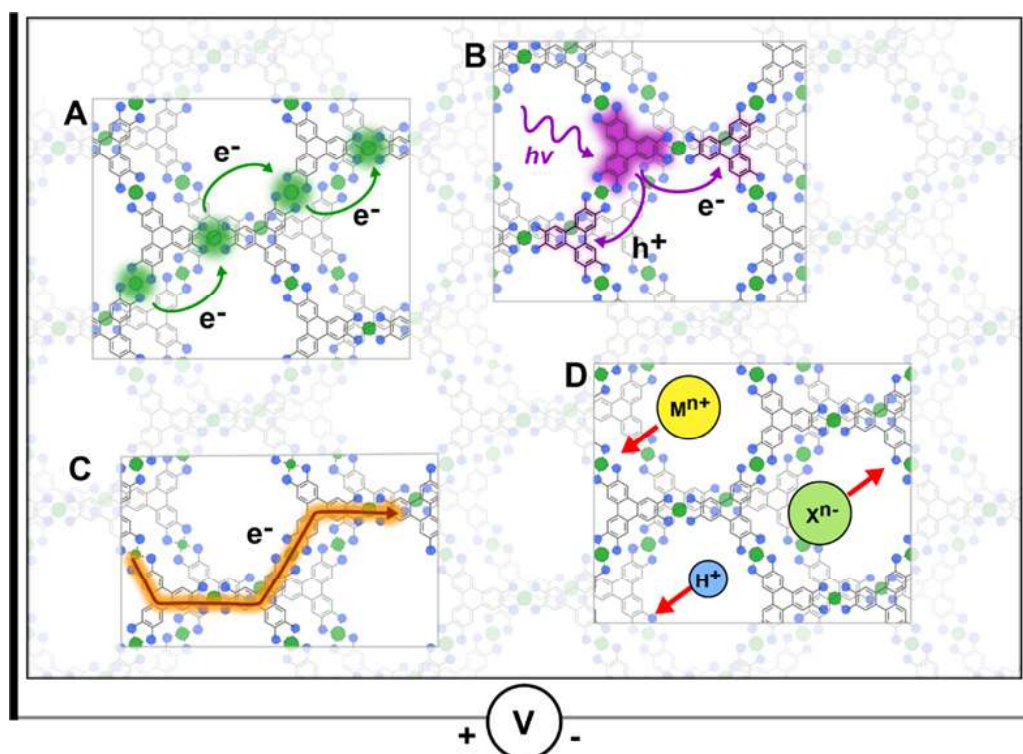 A
e-
e-
e-
B
hv
e-
h+
C
e-
D
Mn+
Xn-
H+
+ V -